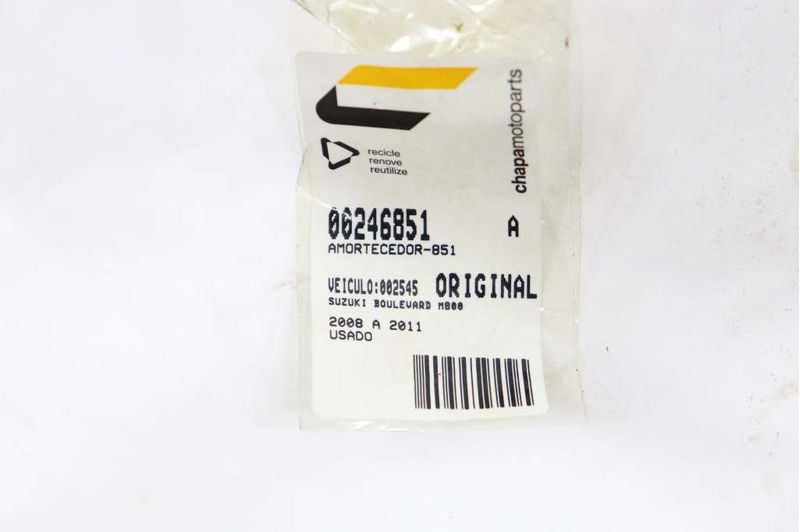 chapamotoparts
recicle
renove
reutilize
00246851 A
AMORTECEDOR-851
VEICULO:002545 ORIGINAL
SUZUKI BOULEVARD M800
2008 A 2011
USADO